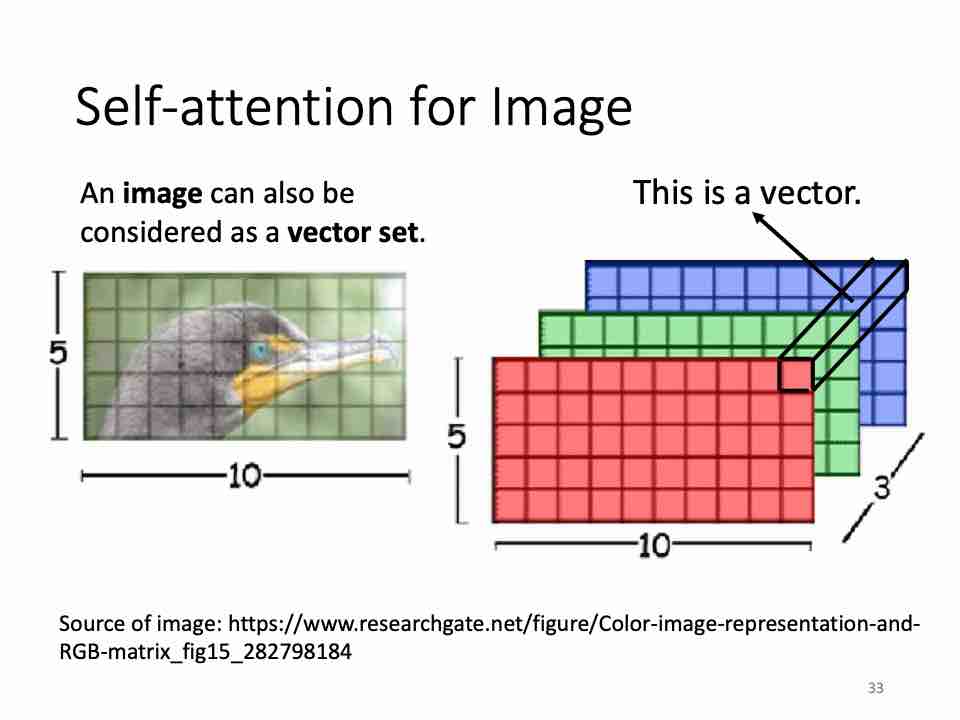 Self-attention for Image
An image can also be
considered as a vector set.
This is a vector.
5
10
5
10
3
Source of image: https://www.researchgate.net/figure/Color-image-representation-and-
RGB-matrix_fig15_282798184
33